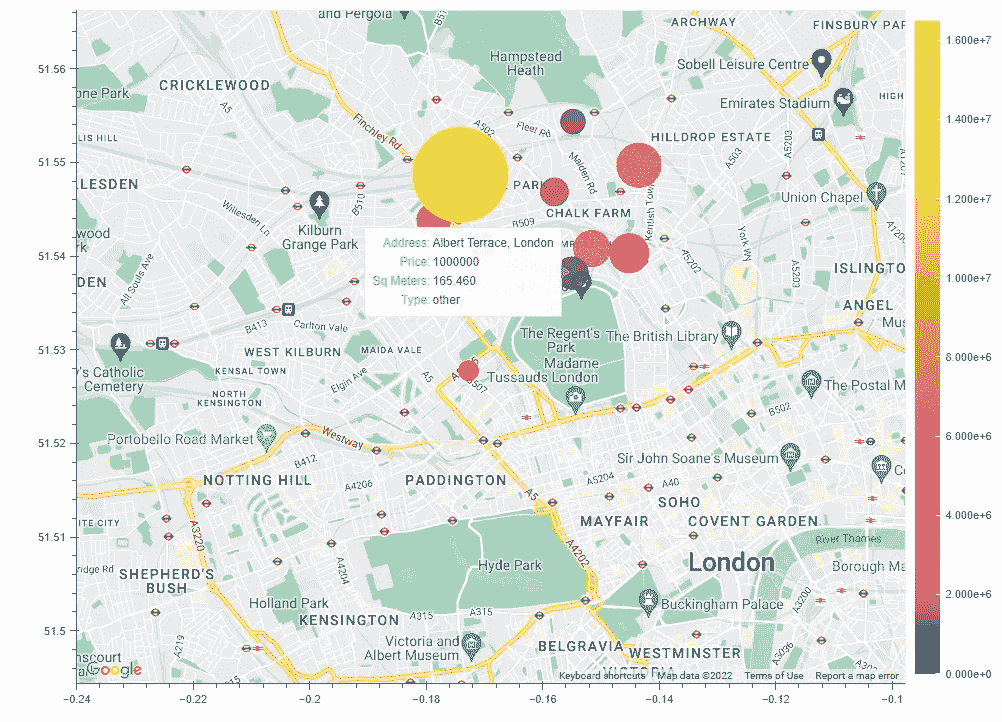 and Pergola
ARCHWAY
FINSBURY PAR
Hampstead
Heath
Sobell Leisure Centre
51.56
CRICKLEWOOD
one Park
A5
Emirates Stadium
HIGH
LIS HILL
Finchley Rd
A502
Fleet Rd
HILLDROP ESTATE
A5203
51.55
A503
LESDEN
B510
PARK
Malden Rd
Union Chapel
Willesden Ln
Kilburn
Grange Park
B509
CHALK FARM
Kentish Town
A1200
wood
rk
York Wy
51.54
Address: Albert Terrace, London
Price: 1000000
Sq Meters: 165.460
Type: other
A5202
A5203
ISLINGTO
DEN
All Souls Ave
ANGEL
B413
Carlton Vale
The Regent's
Park
The British Library
Mus
51.53
WEST KILBURN
MAIDA VALE
Madame
Tussauds London
's Catholic
Cemetery
KENSAL TOWN
Elgin Ave
A5
B507
The Postal M
NORTH
KENSINGTON
B502
51.52
Portobello Road Market
Westway
B412
Sir John Soane's Museum
NOTTING HILL
A4206
PADDINGTON
A5
A5204
A40
SOHO
MAYFAIR
COVENT GARDEN
ITE CITY
A3220
51.51
A4202
River Thames
ridge Rd
SHEPHERD'S
BUSH
A4204
Hyde Park
London
Borough Ma
Holland Park
A315
A315
Buckingham Palace
A3200
KENSINGTON
51.5
A219
Victoria and
Albert Museum
BELGRAVIA
WESTMINSTER
A3036
A302
nscourt
VICTORIA
Google
Keyboard shortcuts
Map data ©2022
Terms of Use
Report a map error
−0.24
−0.22
−0.2
−0.18
−0.16
−0.14
−0.12
−0.1
1.600e+7
1.400e+7
1.200e+7
1.000e+7
8.000e+6
6.000e+6
4.000e+6
2.000e+6
0.000e+0